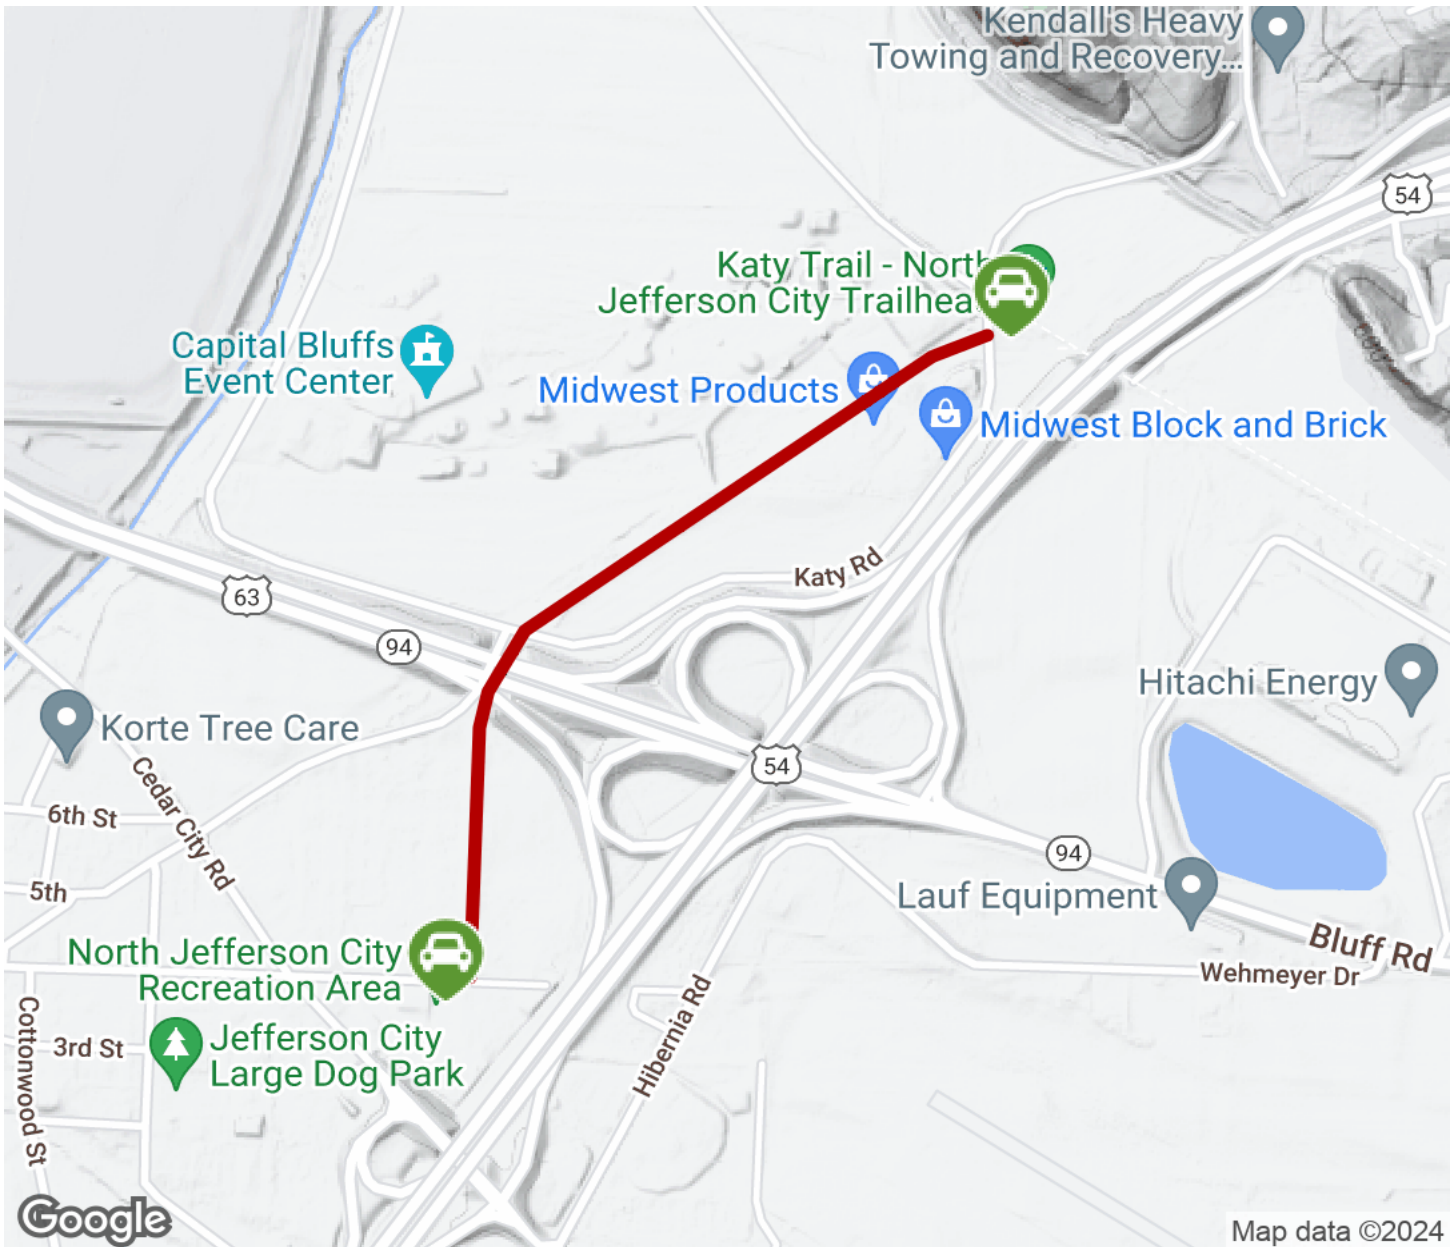 Kendall's Heavy
Towing and Recovery...
54
Katy Trail - North
Jefferson City Trailhea
Capital Bluffs
Event Center
Midwest Products
Midwest Block and Brick
Katy Rd
63
94
Hitachi Energy
Korte Tree Care
54
Cedar City Rd
6th St
94
5th
Lauf Equipment
Bluff Rd
North Jefferson City
Recreation Area
Wehmeyer Dr
Hibernia Rd
Cottonwood St
3rd St
Jefferson City
Large Dog Park
Google
Map data ©2024